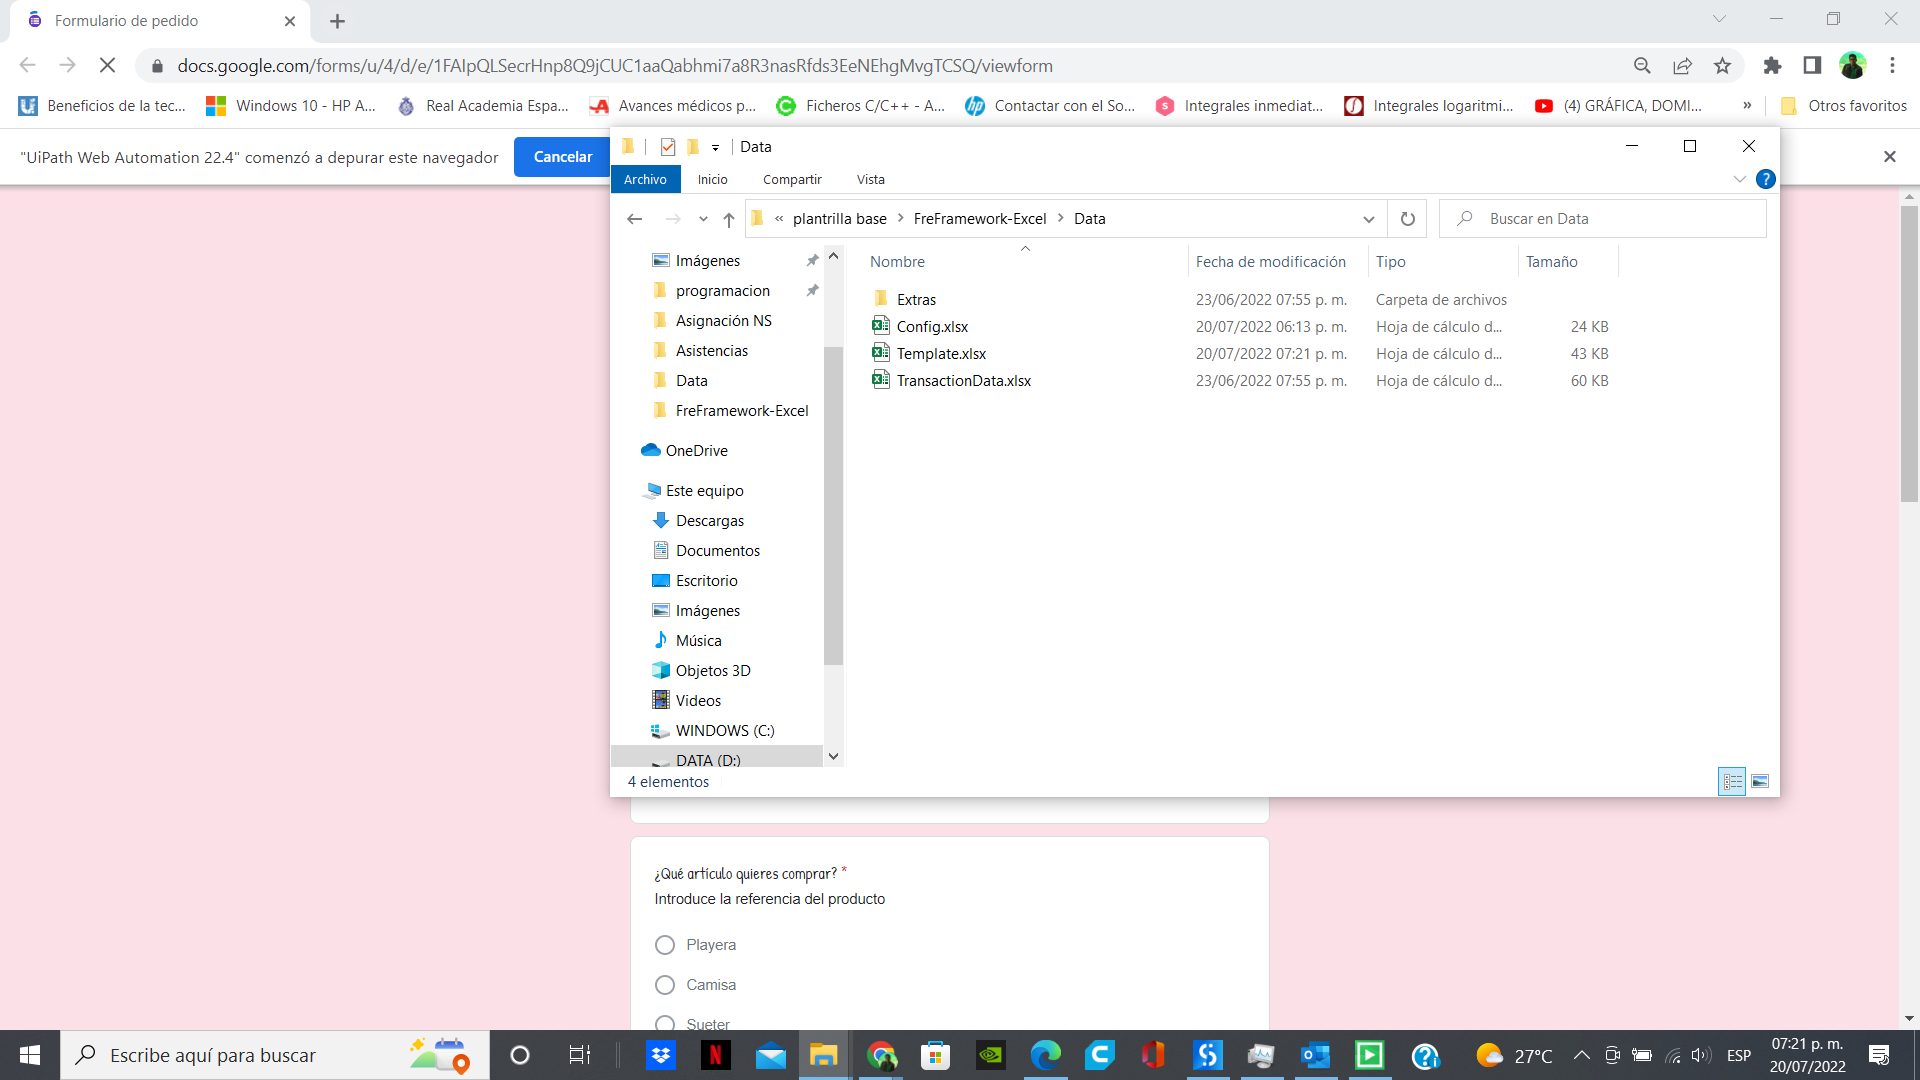 Formulario de pedido
docs.google.com/forms/u/4/d/e/1FAIpQLSecrHnp8Q9jCUC1aaQabhmi7a8R3nasRfds3EeNEhgMvgTCSQ/viewform
Beneficios de la tec... Windows 10 - HP A... Real Academia Espa... Avances médicos p... Ficheros C/C++ - A... Contactar con el So... Integrales inmediat... Integrales logaritmi... (4) GRÁFICA, DOMI... » Otros favoritos
"UiPath Web Automation 22.4" comenzó a depurar este navegador Cancelar
Data
Archivo Inicio Compartir Vista
« plantrilla base > FreFramework-Excel > Data
Buscar en Data
Imágenes
programacion
Asignación NS
Asistencias
Data
FreFramework-Excel
OneDrive
Este equipo
Descargas
Documentos
Escritorio
Imágenes
Música
Objetos 3D
Videos
WINDOWS (C:)
DATA (D:)
Nombre Fecha de modificación Tipo Tamaño
Extras 23/06/2022 07:55 p. m. Carpeta de archivos
Config.xlsx 20/07/2022 06:13 p. m. Hoja de cálculo d... 24 KB
Template.xlsx 20/07/2022 07:21 p. m. Hoja de cálculo d... 43 KB
TransactionData.xlsx 23/06/2022 07:55 p. m. Hoja de cálculo d... 60 KB
4 elementos
¿Qué artículo quieres comprar? *
Introduce la referencia del producto
Playera
Camisa
Sueter
Escribe aquí para buscar
27°C
ESP
07:21 p. m.
20/07/2022